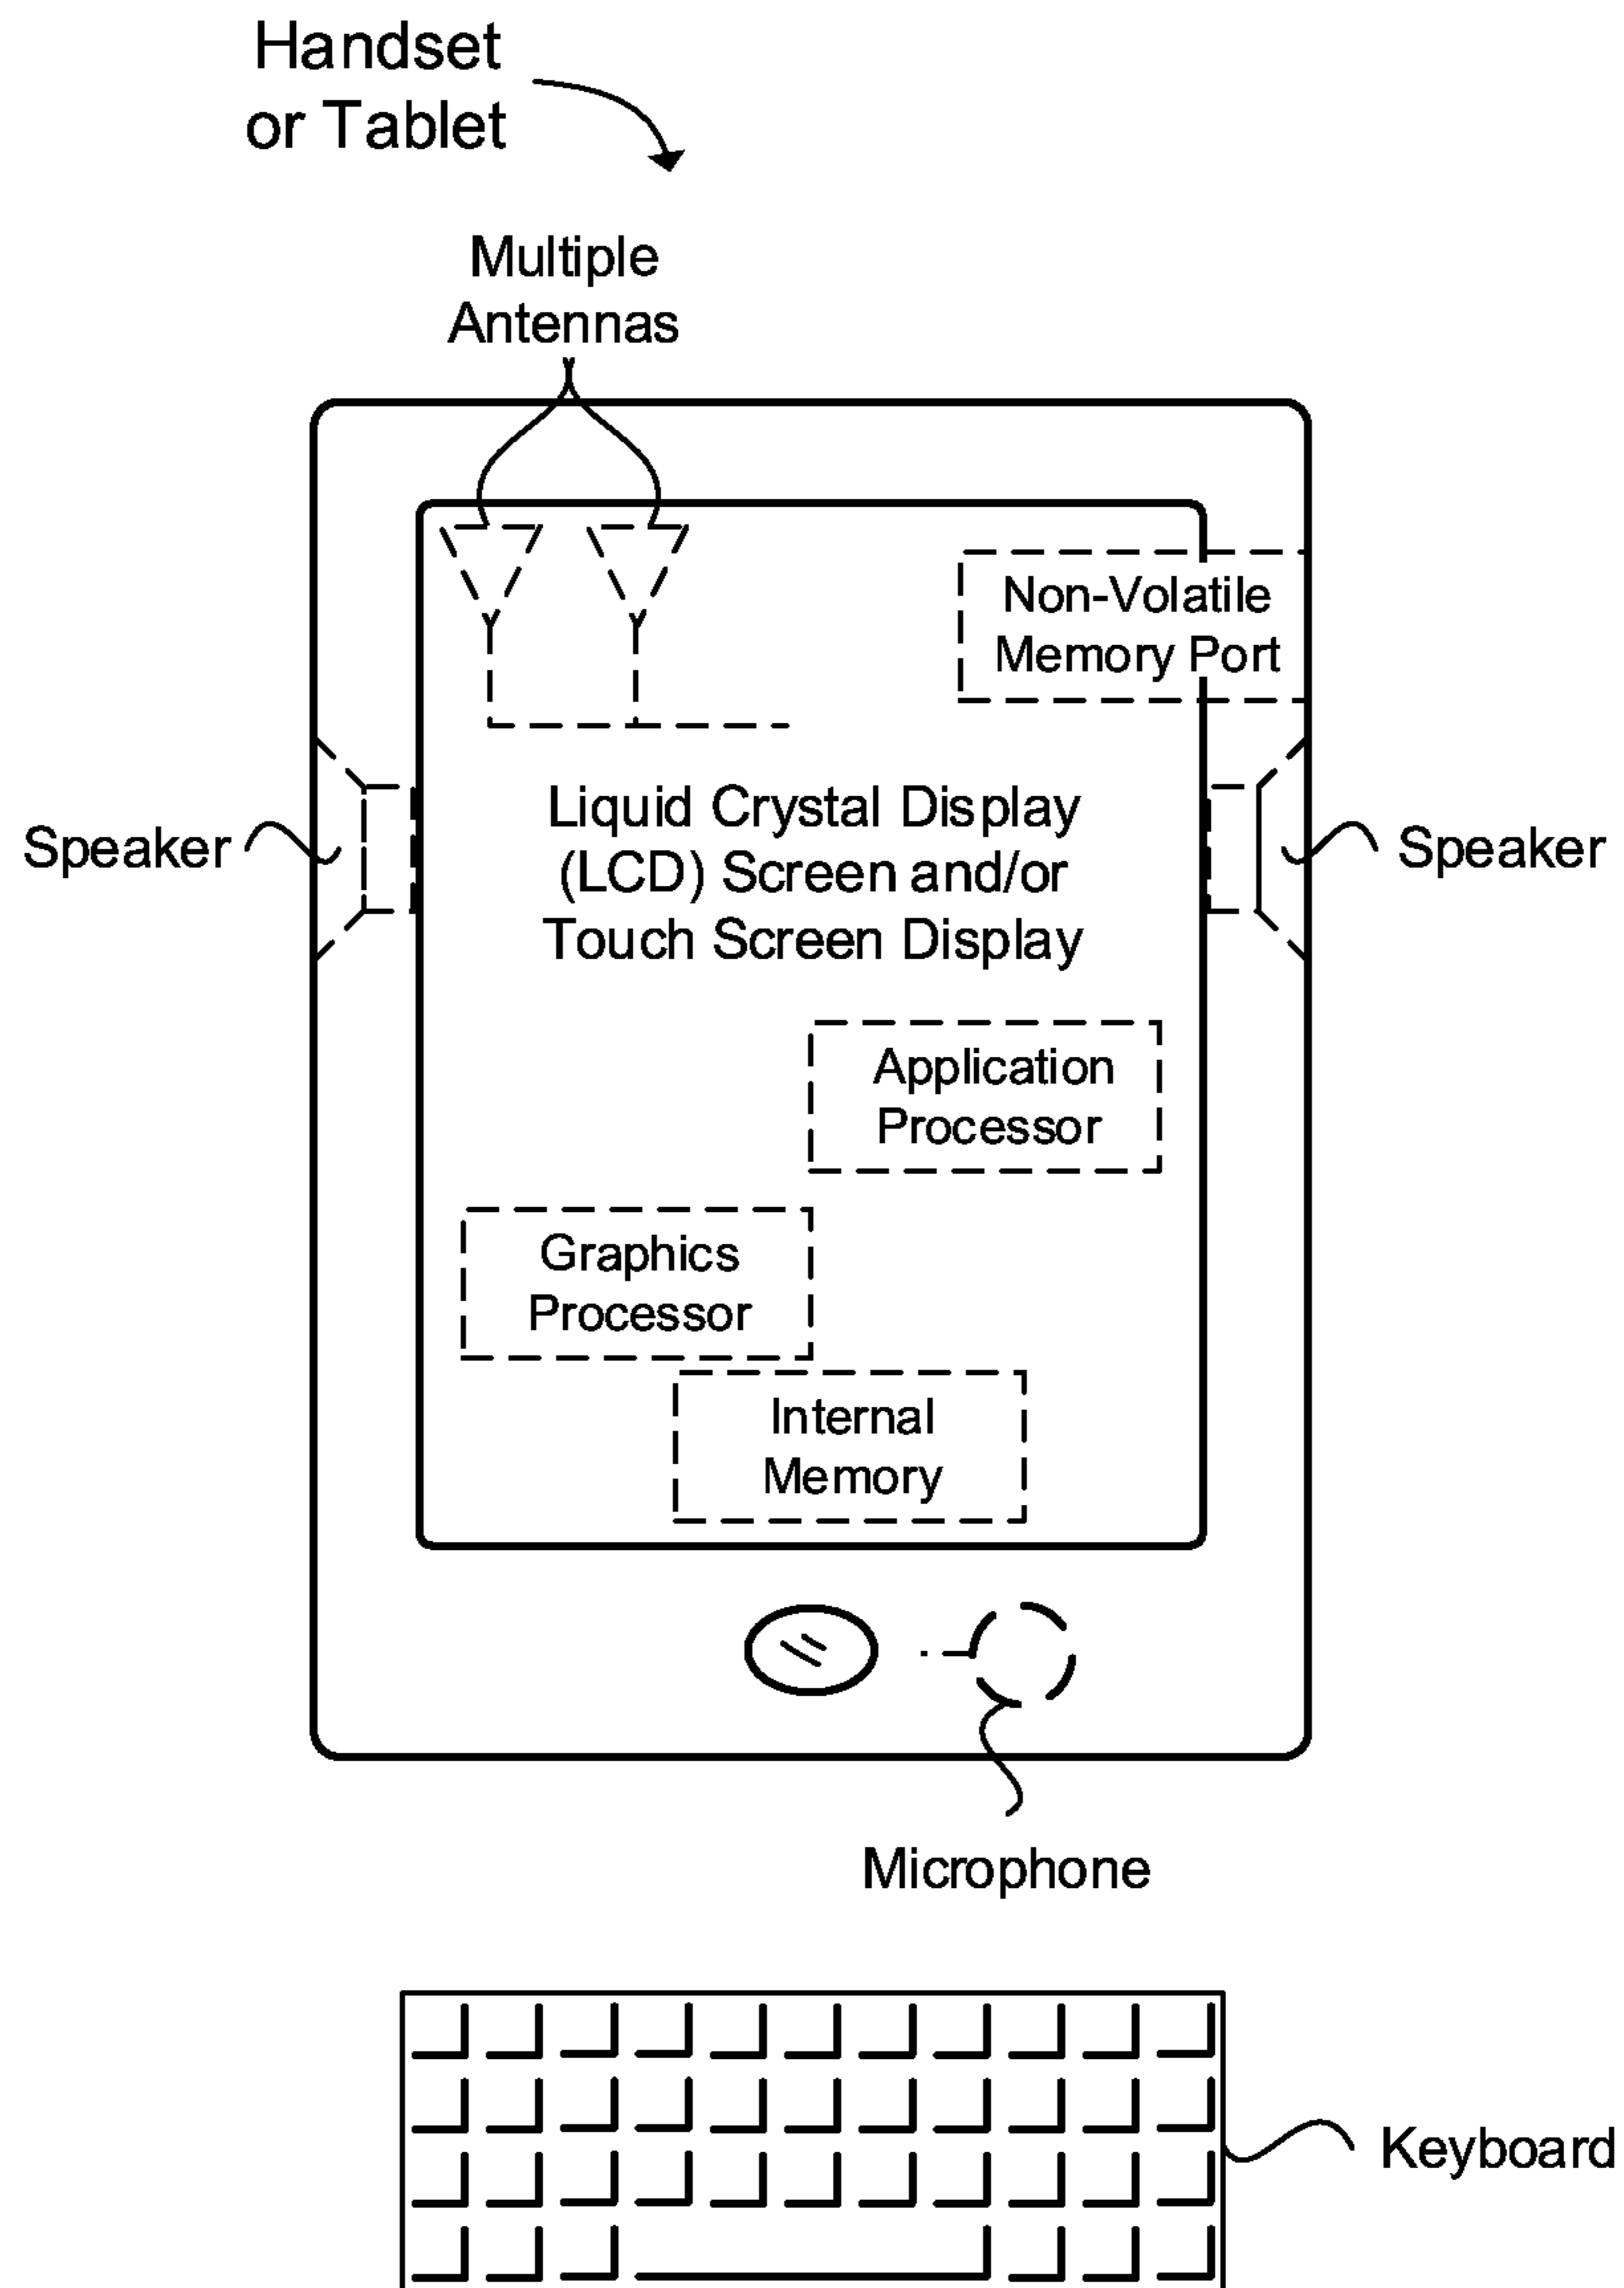 Handset
or Tablet
Multiple
Antennas
Non-Volatile
Memory Port
Speaker
Liquid Crystal Display
(LCD) Screen and/or
Touch Screen Display
Speaker
Application
Processor
Graphics
Processor
Internal
Memory
Microphone
Keyboard